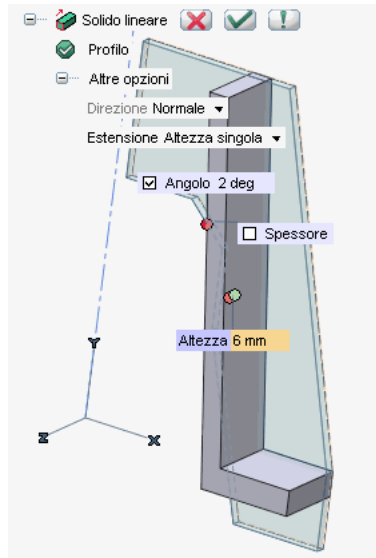 Solido lineare
Profilo
Altre opzioni
Direzione Normale
Estensione Altezza singola
Angolo 2 deg
Spessore
Altezza 6 mm
Y
Z
X